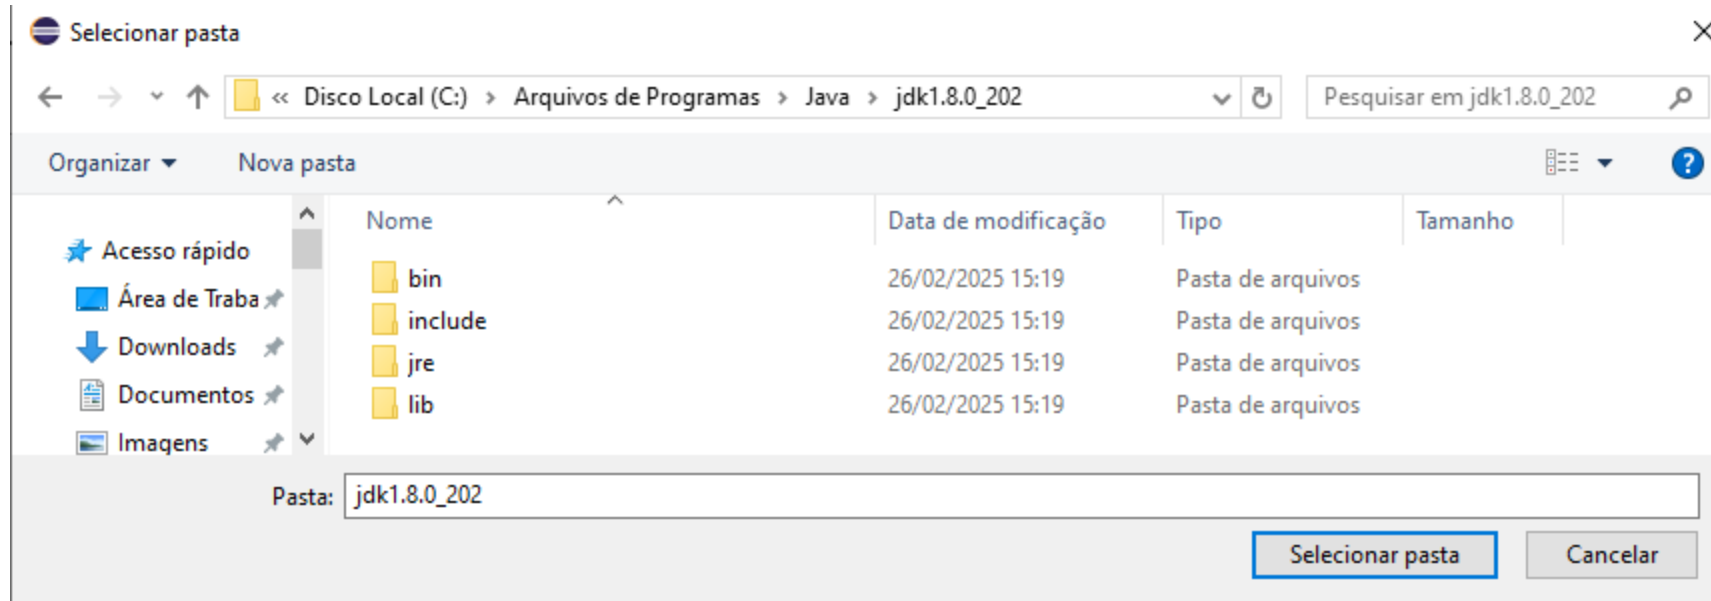 Selecionar pasta
« Disco Local (C:) › Arquivos de Programas › Java › jdk1.8.0_202 Pesquisar em jdk1.8.0_202
Organizar Nova pasta ?
Nome Data de modificação Tipo Tamanho
Acesso rápido
Área de Traba
Downloads
Documentos
Imagens
bin 26/02/2025 15:19 Pasta de arquivos
include 26/02/2025 15:19 Pasta de arquivos
jre 26/02/2025 15:19 Pasta de arquivos
lib 26/02/2025 15:19 Pasta de arquivos
Pasta: jdk1.8.0_202
Selecionar pasta Cancelar